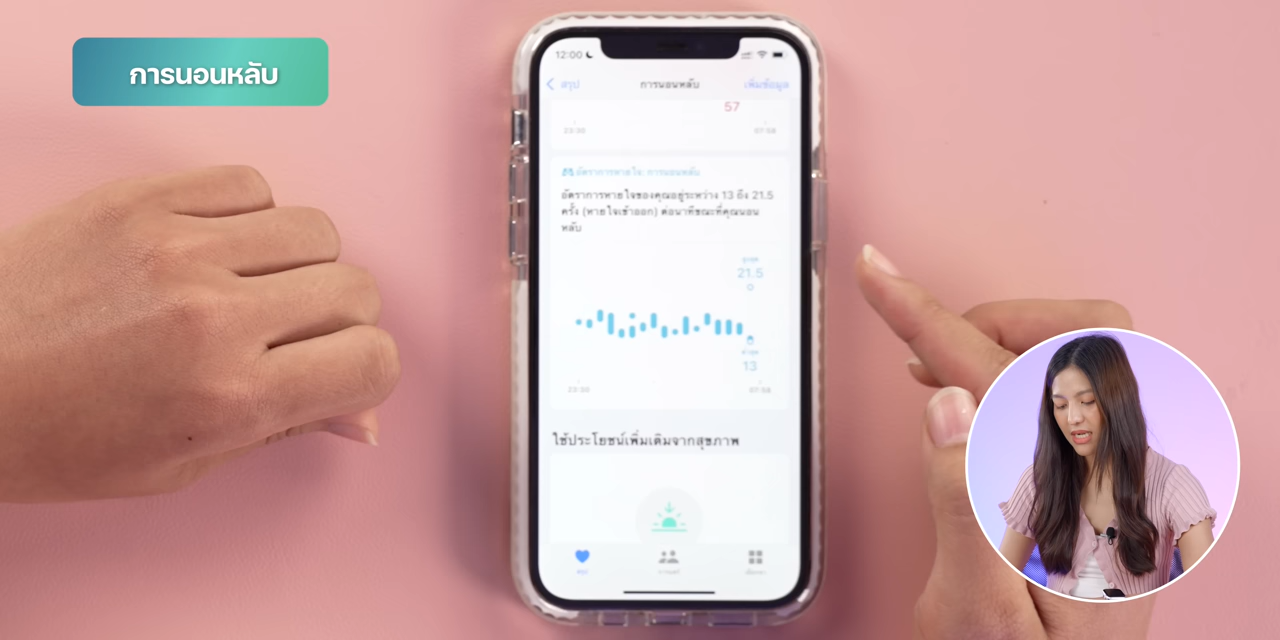 การนอนหลับ
12:00
สรุป
การนอนหลับ
เพิ่มข้อมูล
57
23:30
07:58
อัตราการหายใจ: การนอนหลับ
อัตราการหายใจของคุณอยู่ระหว่าง 13 ถึง 21.5
ครั้ง (หายใจเข้าออก) ต่อนาทีขณะที่คุณนอน
หลับ
สูงสุด
21.5
ต่ำสุด
13
23:30
07:58
ใช้ประโยชน์เพิ่มเติมจากสุขภาพ
สรุป